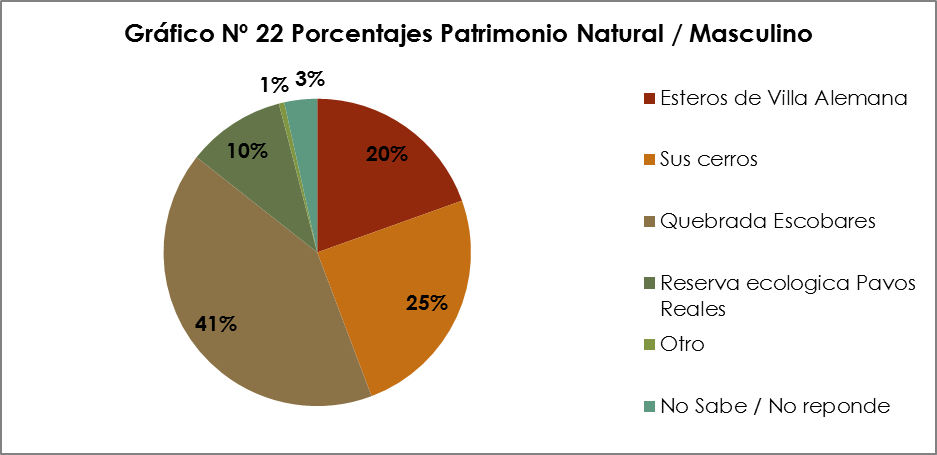 Gráfico Nº 22 Porcentajes Patrimonio Natural / Masculino
1%
3%
20%
10%
25%
41%
Esteros de Villa Alemana
Sus cerros
Quebrada Escobares
Reserva ecologica Pavos
Reales
Otro
No Sabe / No reponde